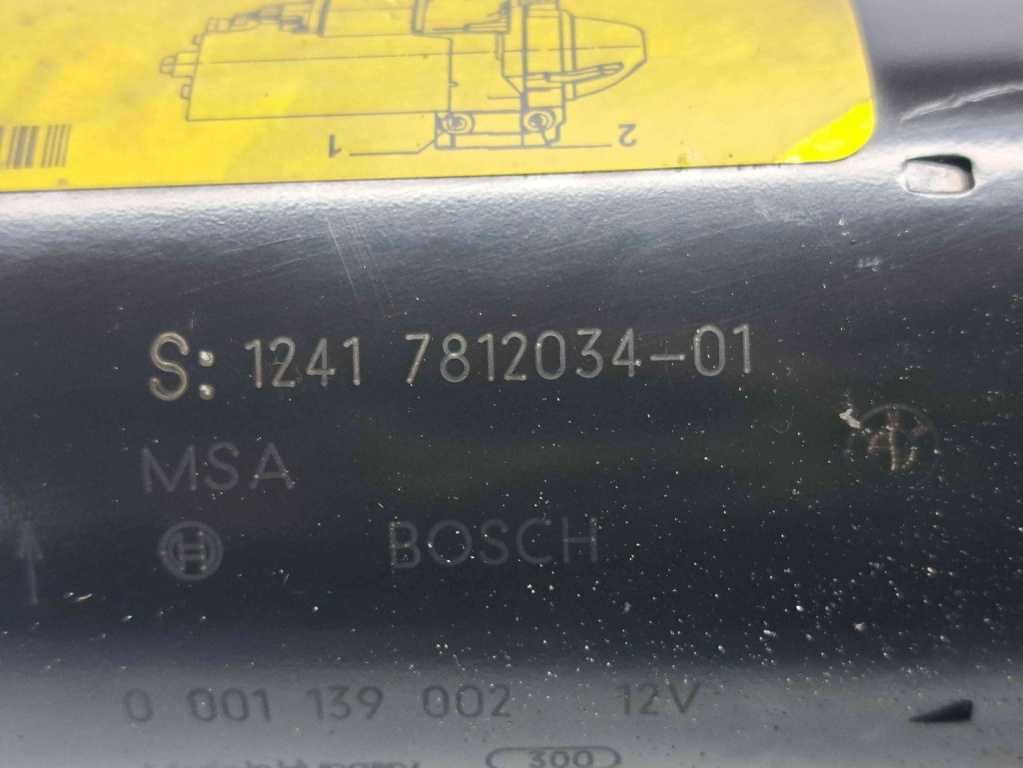 1 2
S: 1241 7812034-01
MSA
BOSCH
0 001 139 002 12V
300